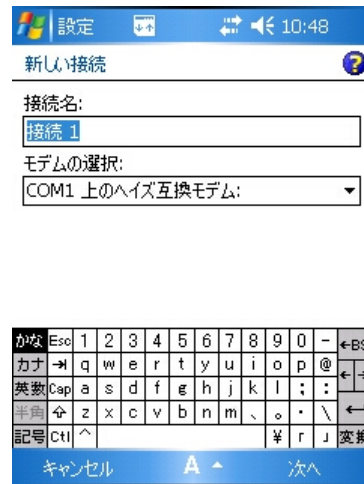 設定 10:48
新しい接続
接続名:
接続 1
モデムの選択:
COM1 上のヘイズ互換モデム:
かな Esc 1 2 3 4 5 6 7 8 9 0 - ←BS
カナ →| q w e r t y u i o p @ ← →
英数 Cap a s d f g h j k l ; :
半角 ⇧ z x c v b n m 、 。 ・ \ ←
記号 Ctl ^ ¥ 「 」 変換
キャンセル A 次へ